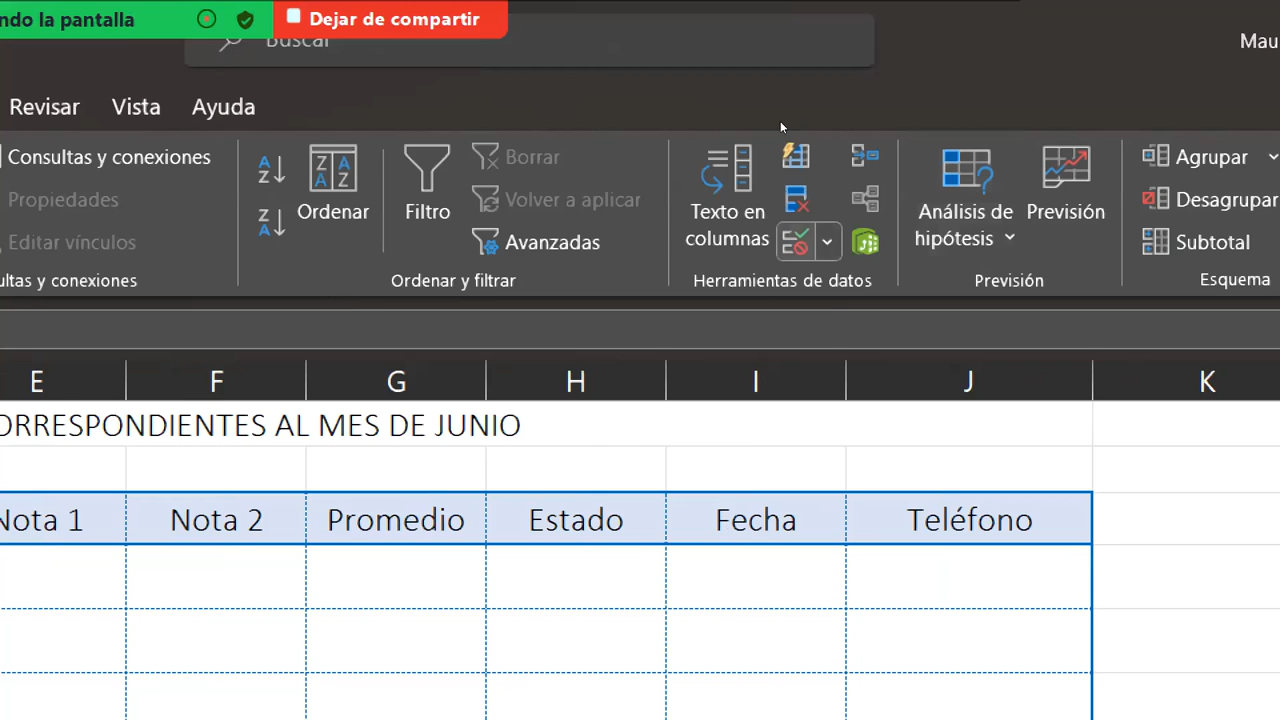 ndo la pantalla
Dejar de compartir
Buscar
Mau
Revisar Vista Ayuda
Consultas y conexiones
Propiedades
Editar vínculos
ultas y conexiones
A Z
Z A
Z A
A Z
Ordenar
Filtro
Borrar
Volver a aplicar
Avanzadas
Ordenar y filtrar
Texto en
columnas
Herramientas de datos
Análisis de
hipótesis
Previsión
Previsión
Agrupar
Desagrupar
Subtotal
Esquema
E F G H I J K
ORRESPONDIENTES AL MES DE JUNIO
Nota 1 Nota 2 Promedio Estado Fecha Teléfono